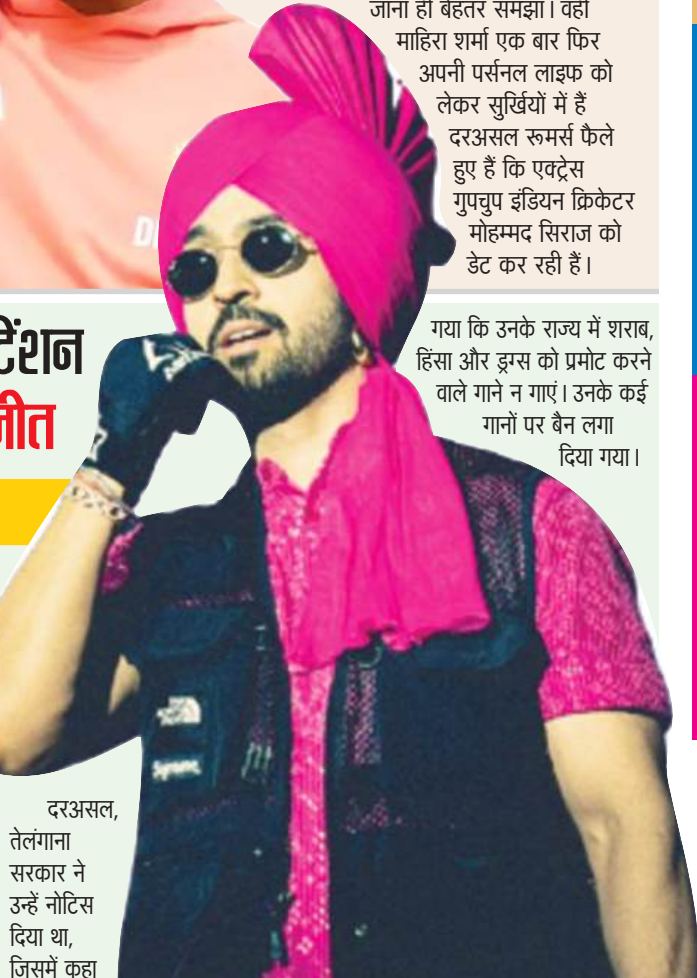 जाना ही बेहतर समझा। वहीं
माहिरा शर्मा एक बार फिर
अपनी पर्सनल लाइफ को
लेकर सुर्खियों में हैं
दरअसल रूमर्स फैले
हुए हैं कि एक्ट्रेस
गुपचुप इंडियन क्रिकेटर
मोहम्मद सिराज को
डेट कर रही हैं।
दरअसल,
तेलंगाना
सरकार ने
उन्हें नोटिस
दिया था,
जिसमें कहा
गया कि उनके राज्य में शराब,
हिंसा और ड्रग्स को प्रमोट करने
वाले गाने न गाएं। उनके कई
गानों पर बैन लगा
दिया गया।